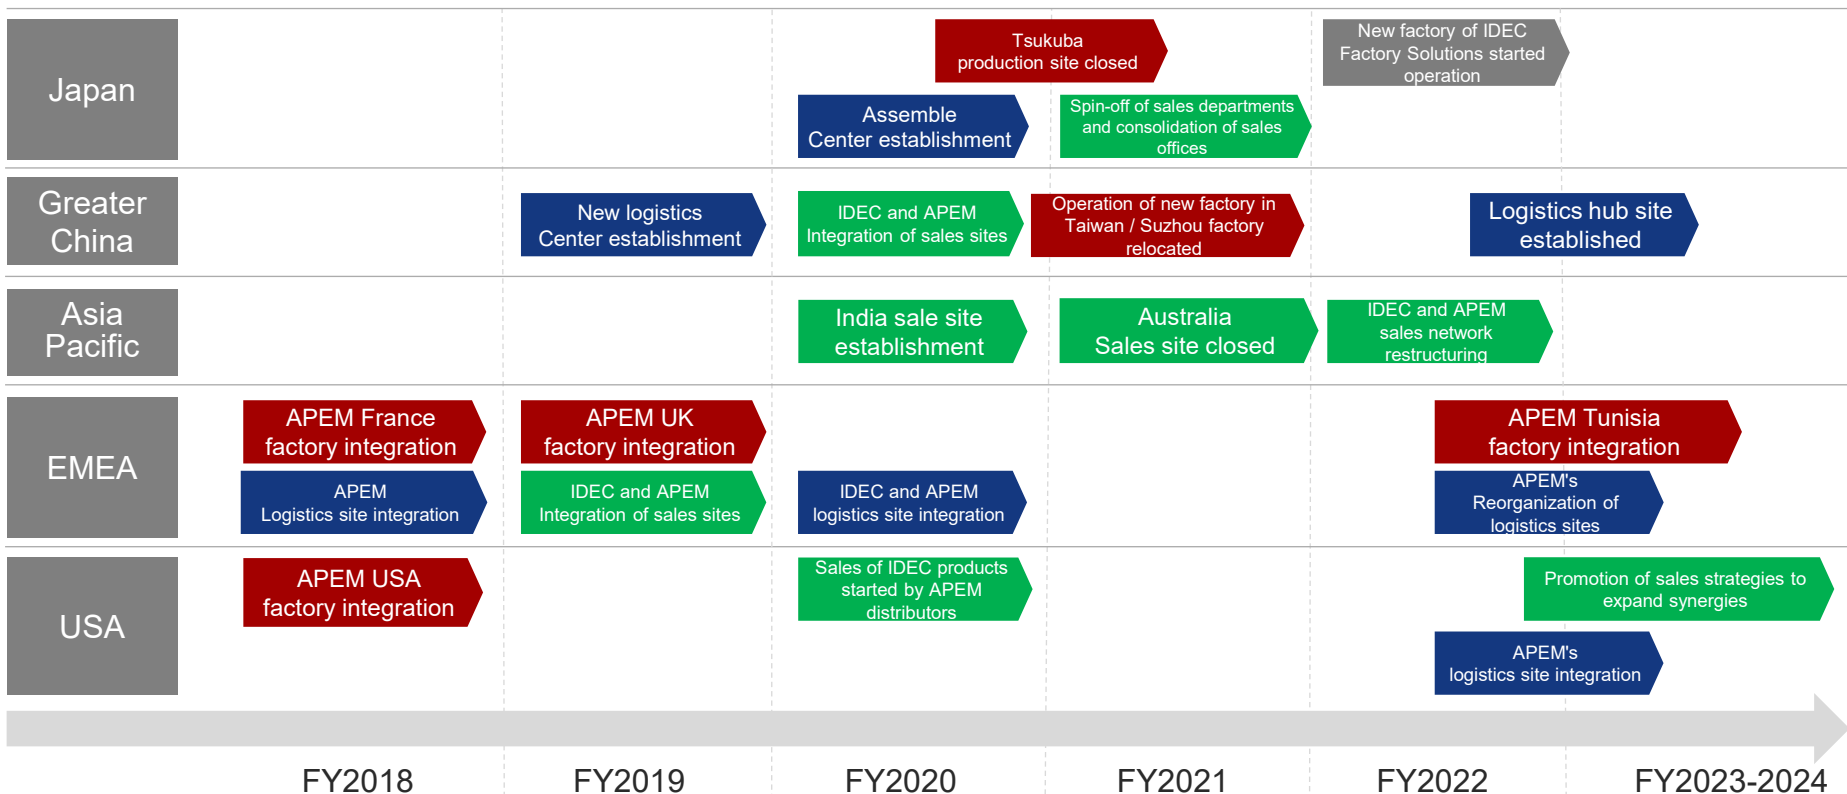 Japan
Tsukuba
production site closed
New factory of IDEC
Factory Solutions started
operation
Assemble
Center establishment
Spin-off of sales departments
and consolidation of sales
offices
Greater
China
New logistics
Center establishment
IDEC and APEM
Integration of sales sites
Operation of new factory in
Taiwan / Suzhou factory
relocated
Logistics hub site
established
Asia
Pacific
India sale site
establishment
Australia
Sales site closed
IDEC and APEM
sales network
restructuring
EMEA
APEM France
factory integration
APEM UK
factory integration
APEM Tunisia
factory integration
APEM
Logistics site integration
IDEC and APEM
Integration of sales sites
IDEC and APEM
logistics site integration
APEM's
Reorganization of
logistics sites
USA
APEM USA
factory integration
Sales of IDEC products
started by APEM
distributors
Promotion of sales strategies to
expand synergies
APEM's
logistics site integration
FY2018
FY2019
FY2020
FY2021
FY2022
FY2023-2024